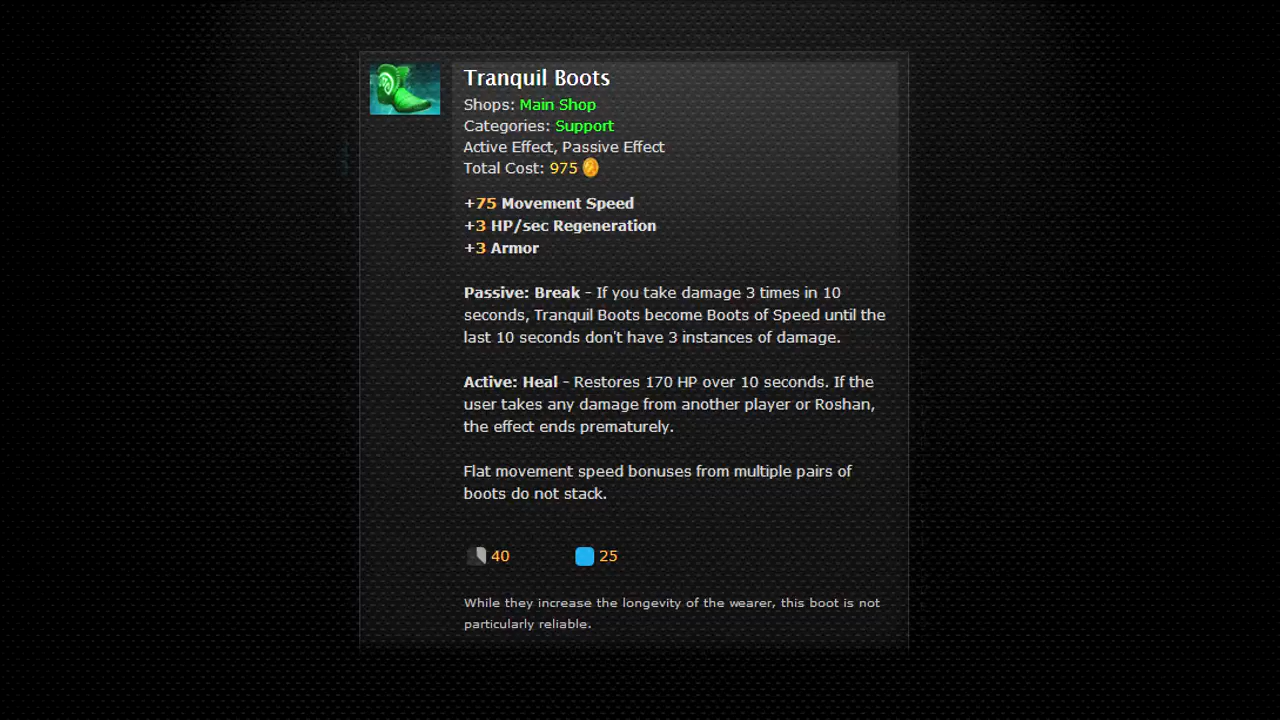 Tranquil Boots
Shops: Main Shop
Categories: Support
Active Effect, Passive Effect
Total Cost: 975
+75 Movement Speed
+3 HP/sec Regeneration
+3 Armor
Passive: Break - If you take damage 3 times in 10
seconds, Tranquil Boots become Boots of Speed until the
last 10 seconds don't have 3 instances of damage.
Active: Heal - Restores 170 HP over 10 seconds. If the
user takes any damage from another player or Roshan,
the effect ends prematurely.
Flat movement speed bonuses from multiple pairs of
boots do not stack.
40 25
While they increase the longevity of the wearer, this boot is not
particularly reliable.